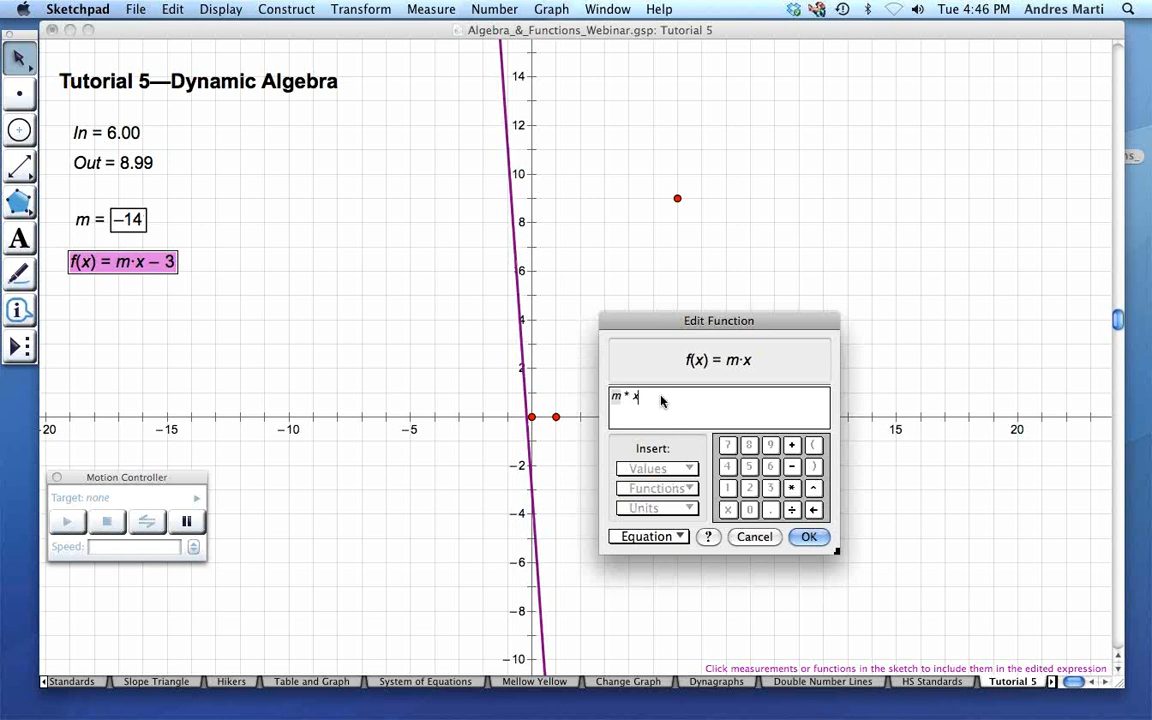 Sketchpad File Edit Display Construct Transform Measure Number Graph Window Help Tue 4:46 PM Andres Marti
Algebra_&_Functions_Webinar.gsp: Tutorial 5
Tutorial 5—Dynamic Algebra
In = 6.00
Out = 8.99
m = –14
f(x) = m·x – 3
14
12
10
8
6
4
2
-20 -15 -10 -5 15 20
-2
-4
-6
-8
-10
Edit Function
f(x) = m·x
m * x
Insert:
Values
Functions
Units
7 8 9 + (
4 5 6 - )
1 2 3 * ^
x 0 . ÷ ←
Equation ? Cancel OK
Motion Controller
Target: none
Speed:
A
ns_
Click measurements or functions in the sketch to include them in the edited expression
Standards Slope Triangle Hikers Table and Graph System of Equations Mellow Yellow Change Graph Dynagraphs Double Number Lines HS Standards Tutorial 5